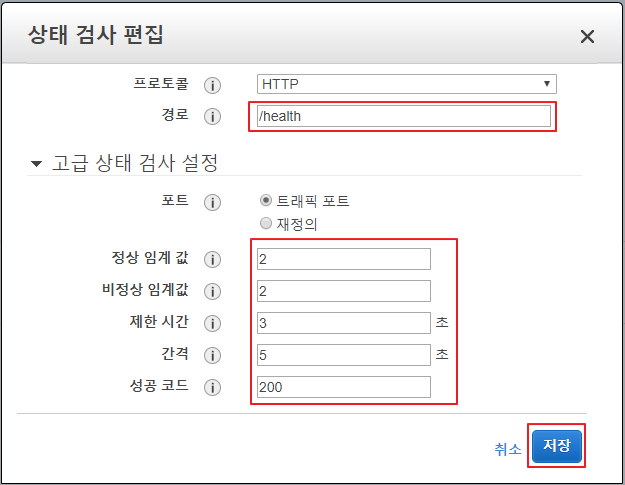 상태 검사 편집
프로토콜 HTTP
경로 /health
고급 상태 검사 설정
포트 트래픽 포트
재정의
정상 임계 값 2
비정상 임계값 2
제한 시간 3 초
간격 5 초
성공 코드 200
취소 저장